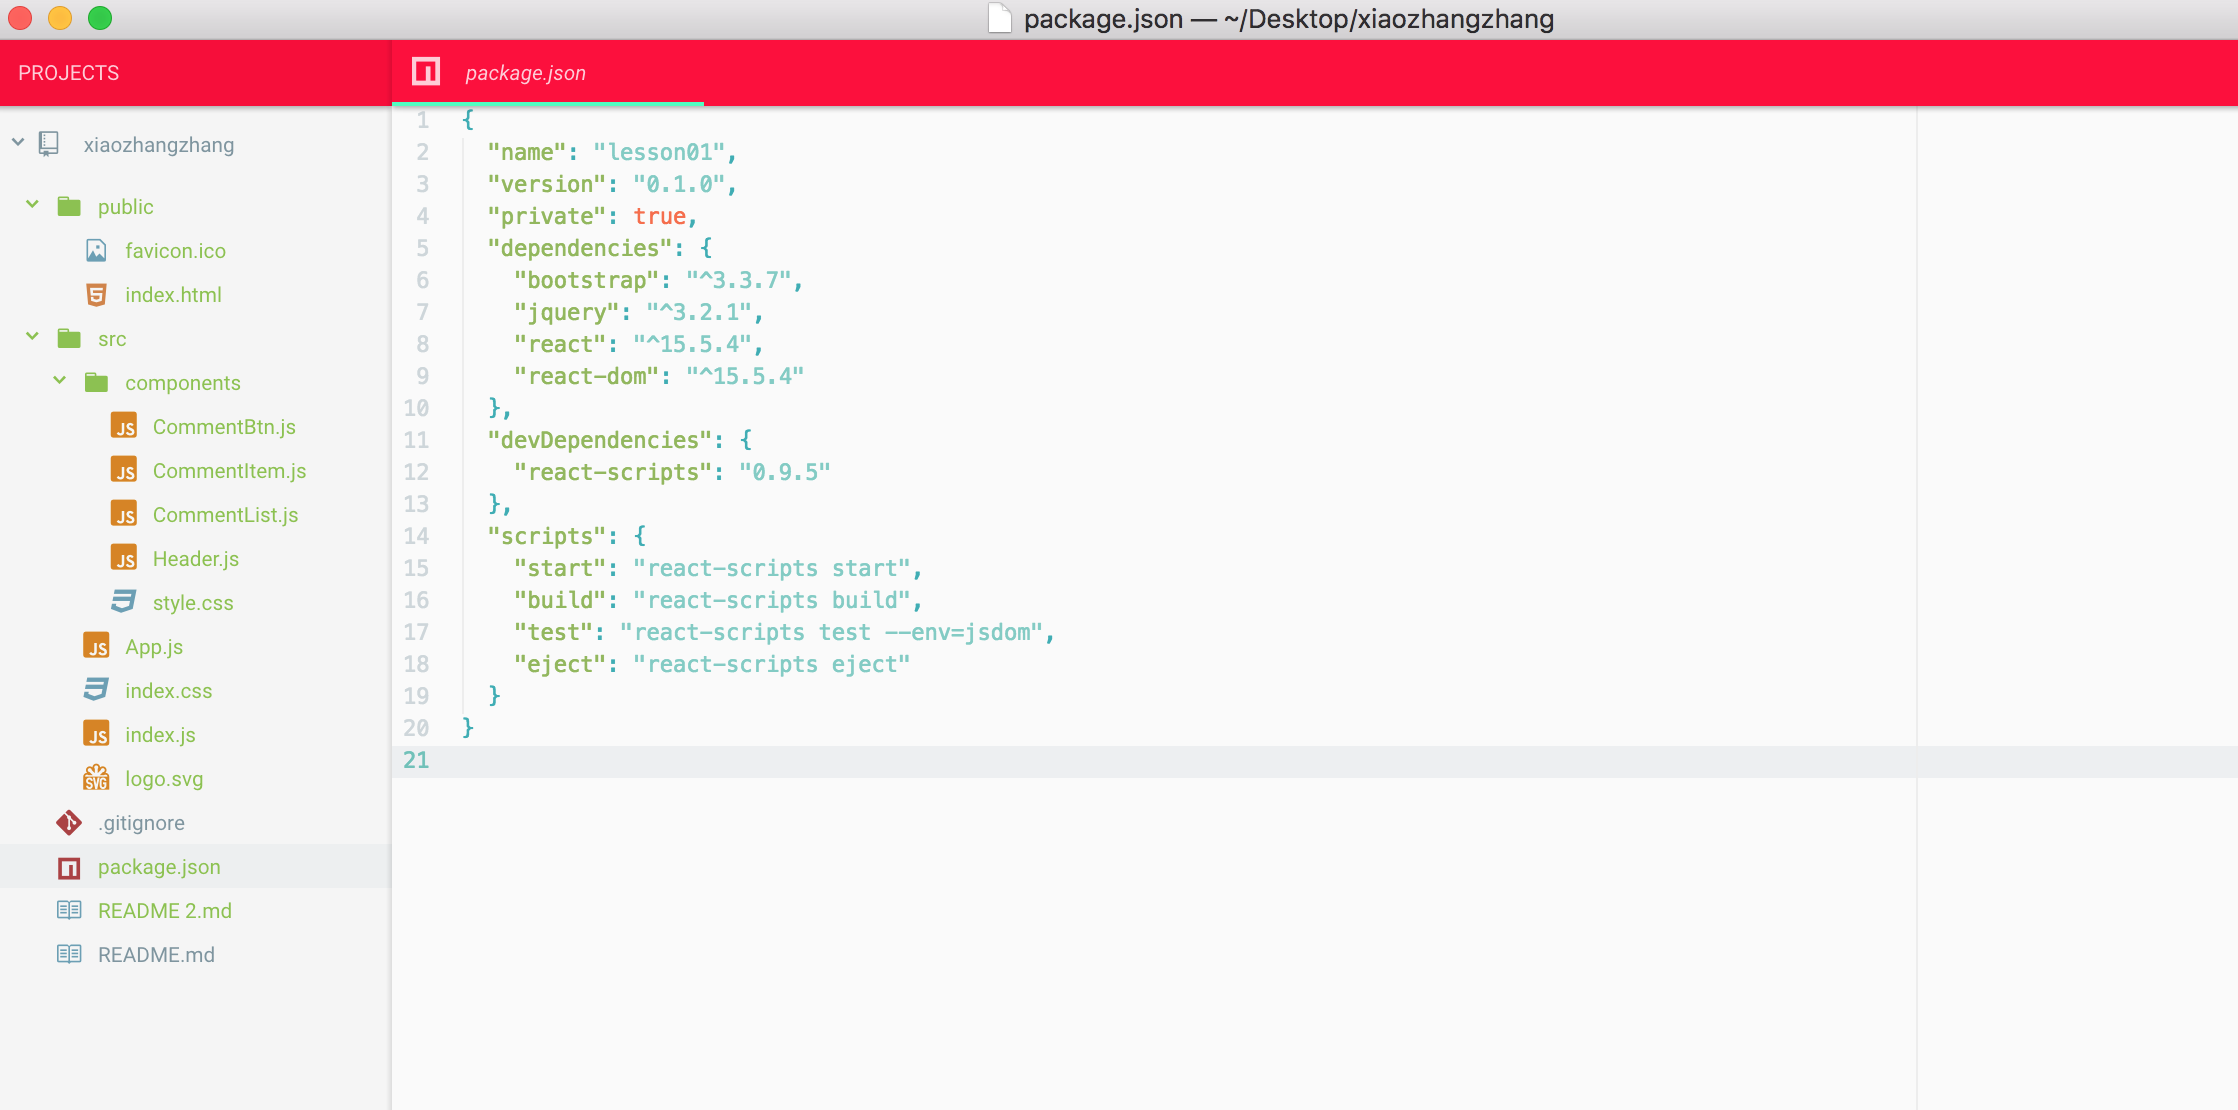 package.json — ~/Desktop/xiaozhangzhang
PROJECTS
package.json
xiaozhangzhang
public
favicon.ico
index.html
src
components
CommentBtn.js
CommentItem.js
CommentList.js
Header.js
style.css
App.js
index.css
index.js
logo.svg
.gitignore
package.json
README 2.md
README.md
1 {
2 "name": "lesson01",
3 "version": "0.1.0",
4 "private": true,
5 "dependencies": {
6 "bootstrap": "^3.3.7",
7 "jquery": "^3.2.1",
8 "react": "^15.5.4",
9 "react-dom": "^15.5.4"
10 },
11 "devDependencies": {
12 "react-scripts": "0.9.5"
13 },
14 "scripts": {
15 "start": "react-scripts start",
16 "build": "react-scripts build",
17 "test": "react-scripts test --env=jsdom",
18 "eject": "react-scripts eject"
19 }
20 }
21